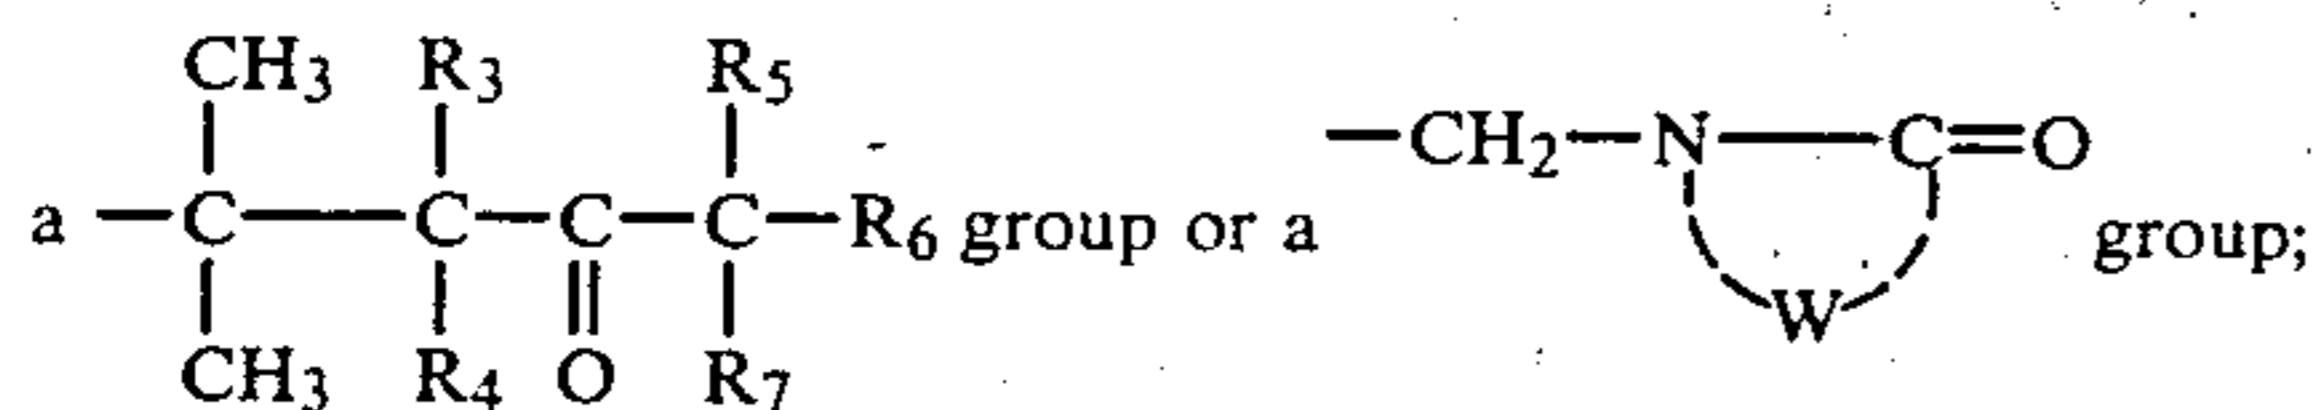 CH3 R3 R5
—CH2—N—C=O
a —C—C—C—C—R6 group or a group;
W
CH3 R4 O R7